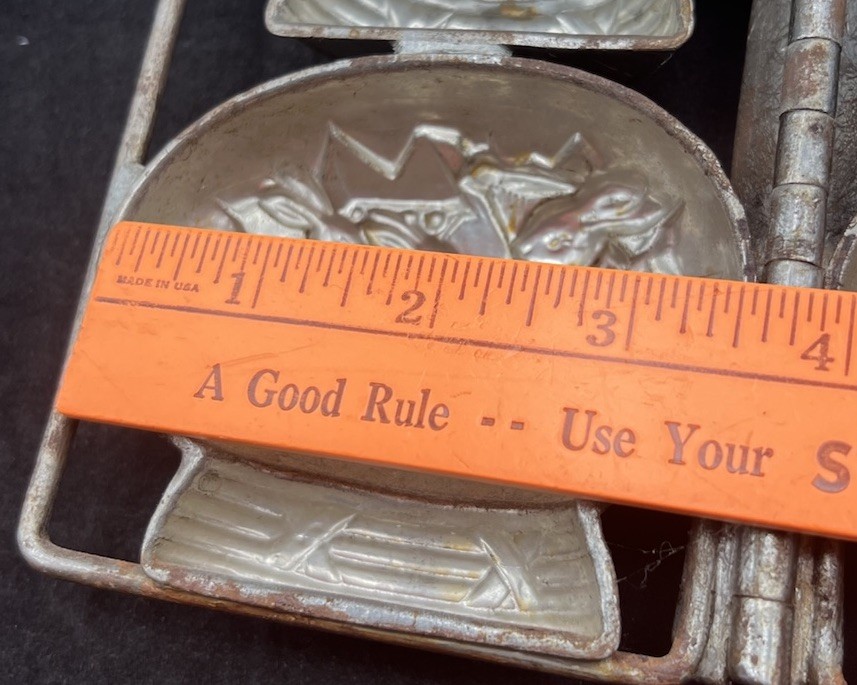 MADE IN USA
1 2 3 4
A Good Rule -- Use Your S